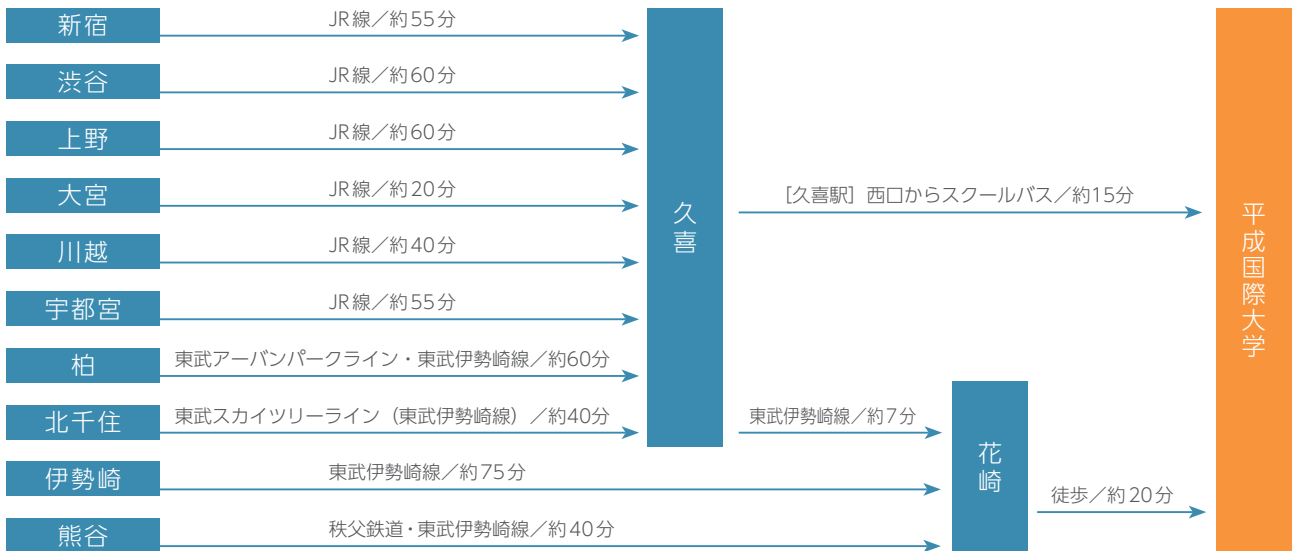 新宿
JR線／約55分
渋谷
JR線／約60分
上野
JR線／約60分
大宮
JR線／約20分
川越
JR線／約40分
宇都宮
JR線／約55分
柏
東武アーバンパークライン・東武伊勢崎線／約60分
北千住
東武スカイツリーライン（東武伊勢崎線）／約40分
伊勢崎
東武伊勢崎線／約75分
熊谷
秩父鉄道・東武伊勢崎線／約40分
久喜
［久喜駅］西口からスクールバス／約15分
東武伊勢崎線／約7分
花崎
徒歩／約20分
平成国際大学